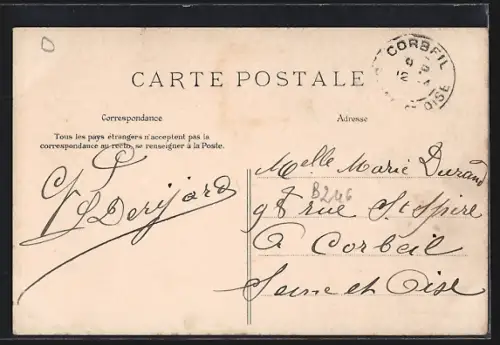 CORBEIL
OISE
CARTE POSTALE
Correspondance
Adresse
Tous les pays étrangers n'acceptent pas la
correspondance au recto, se renseigner à la Poste.
Melle Marie Durand
B246
98 rue St Spire
A Corbeil
Seine et Oise